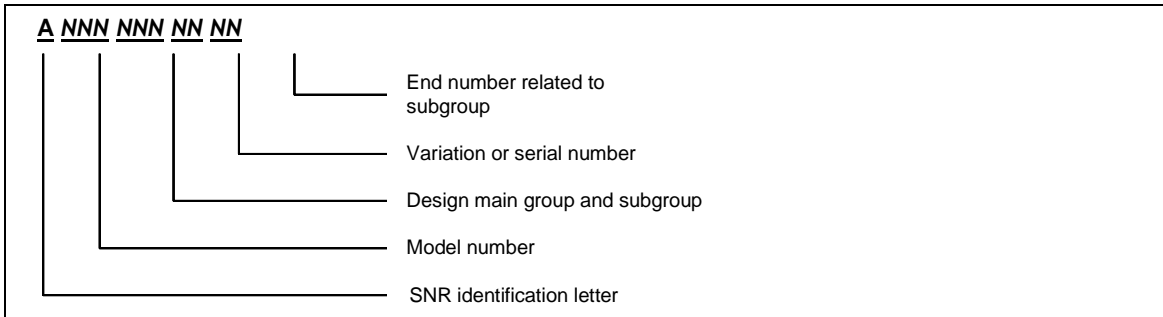 A NNN NNN NN NN
End number related to
subgroup
Variation or serial number
Design main group and subgroup
Model number
SNR identification letter